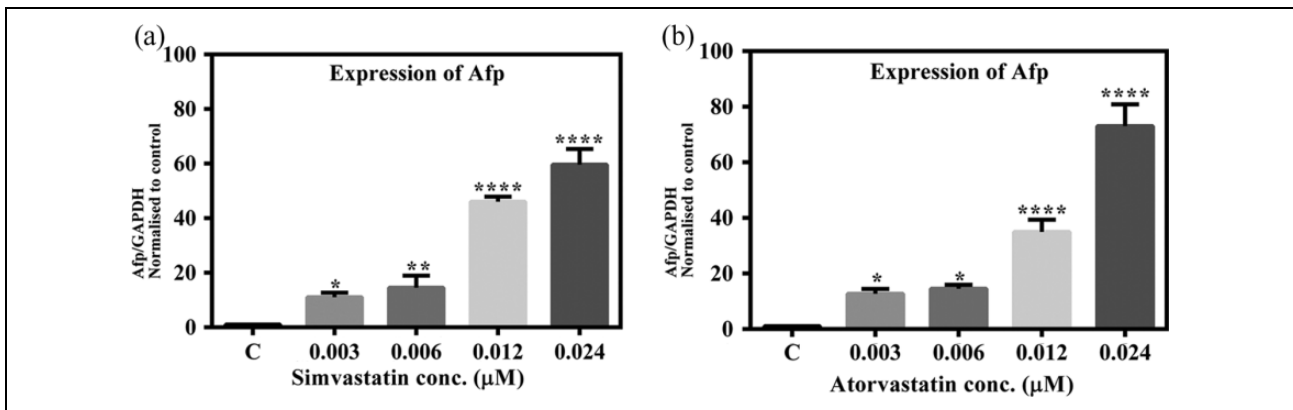 (a)
100
Expression of Afp
80
60
40
20
0
Afp/GAPDH
Normalised to control
*
**
****
****
C 0.003 0.006 0.012 0.024
Simvastatin conc. (μM)
(b)
100
Expression of Afp
80
60
40
20
0
Afp/GAPDH
Normalised to control
*
*
****
****
C 0.003 0.006 0.012 0.024
Atorvastatin conc. (μM)